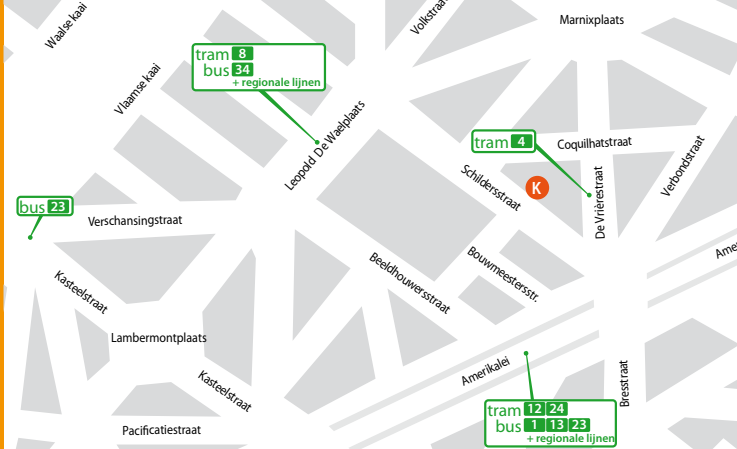 Waalse kaai
Volkstraat
Marnixplaats
tram 8
bus 34
+ regionale lijnen
Vlaamse kaai
Leopold De Waelplaats
tram 4
Coquilhatstraat
Schildersstraat
K
De Vrièrestraat
Verbondstraat
bus 23
Verschansingstraat
Kasteelstraat
Beeldhouwersstraat
Bouwmeestersstr.
Ame
Lambermontplaats
Kasteelstraat
Amerikalei
Bresstraat
tram 12 24
bus 1 13 23
+ regionale lijnen
Pacificatiestraat